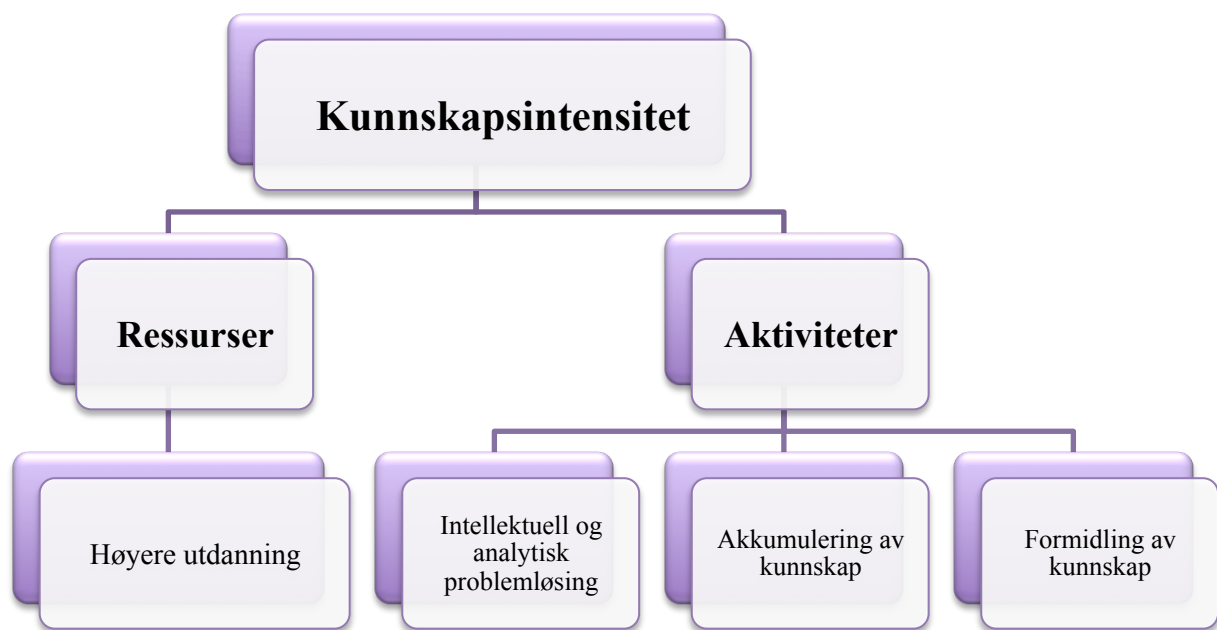 Kunnskapsintensitet
Ressurser
Aktiviteter
Høyere utdanning
Intellektuell og
analytisk
problemløsing
Akkumulering av
kunnskap
Formidling av
kunnskap